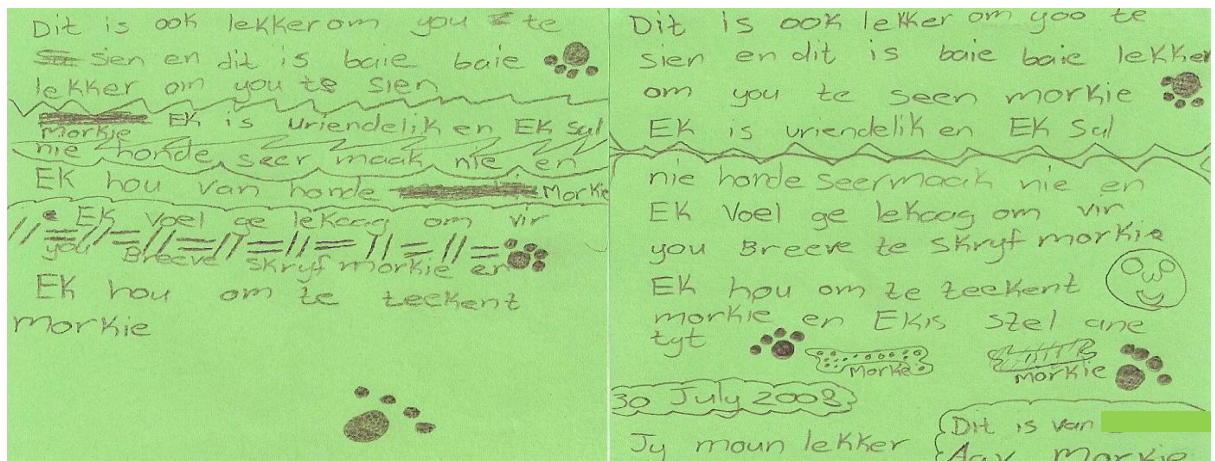 Dit is ook lekker om you te
sien en dit is baie baie
lekker om you te sien
Morkie EK is vriendelik en EK sal
nie honde seer maak nie en
EK hou van honde Morkie
EK voel ge lekaag om vir
you Breeve skryf morkie en
EK hou om te teekent
morkie
Dit is ook lekker om yoo te
sien en dit is baie baie lekker
om you te seen morkie
EK is vriendelik en EK sal
nie honde seermaak nie en
EK voel ge lekaag om vir
you Breeve te skryf morkie
EK hou om te teekent
morkie en EKis stel ane
tyt
Morkie
morkie
30 July 2008
Jy moun lekker
Dit is van
morkie